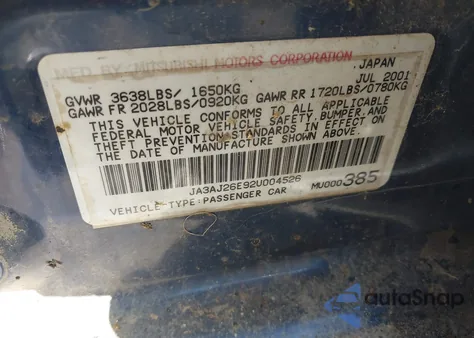 MFD BY MITSUBISHI MOTORS CORPORATION
JAPAN
GVWR 3638LBS/ 1650KG
JUL 2001
GAWR FR 2028LBS/0920KG GAWR RR 1720LBS/0780KG
THIS VEHICLE CONFORMS TO ALL APPLICABLE
FEDERAL MOTOR VEHICLE SAFETY,BUMPER,AND
THEFT PREVENTION STANDARDS IN EFFECT ON
THE DATE OF MANUFACTURE SHOWN ABOVE.
JA3AJ26E92U004526
VEHICLE TYPE:PASSENGER CAR
MU000385
autoSnap